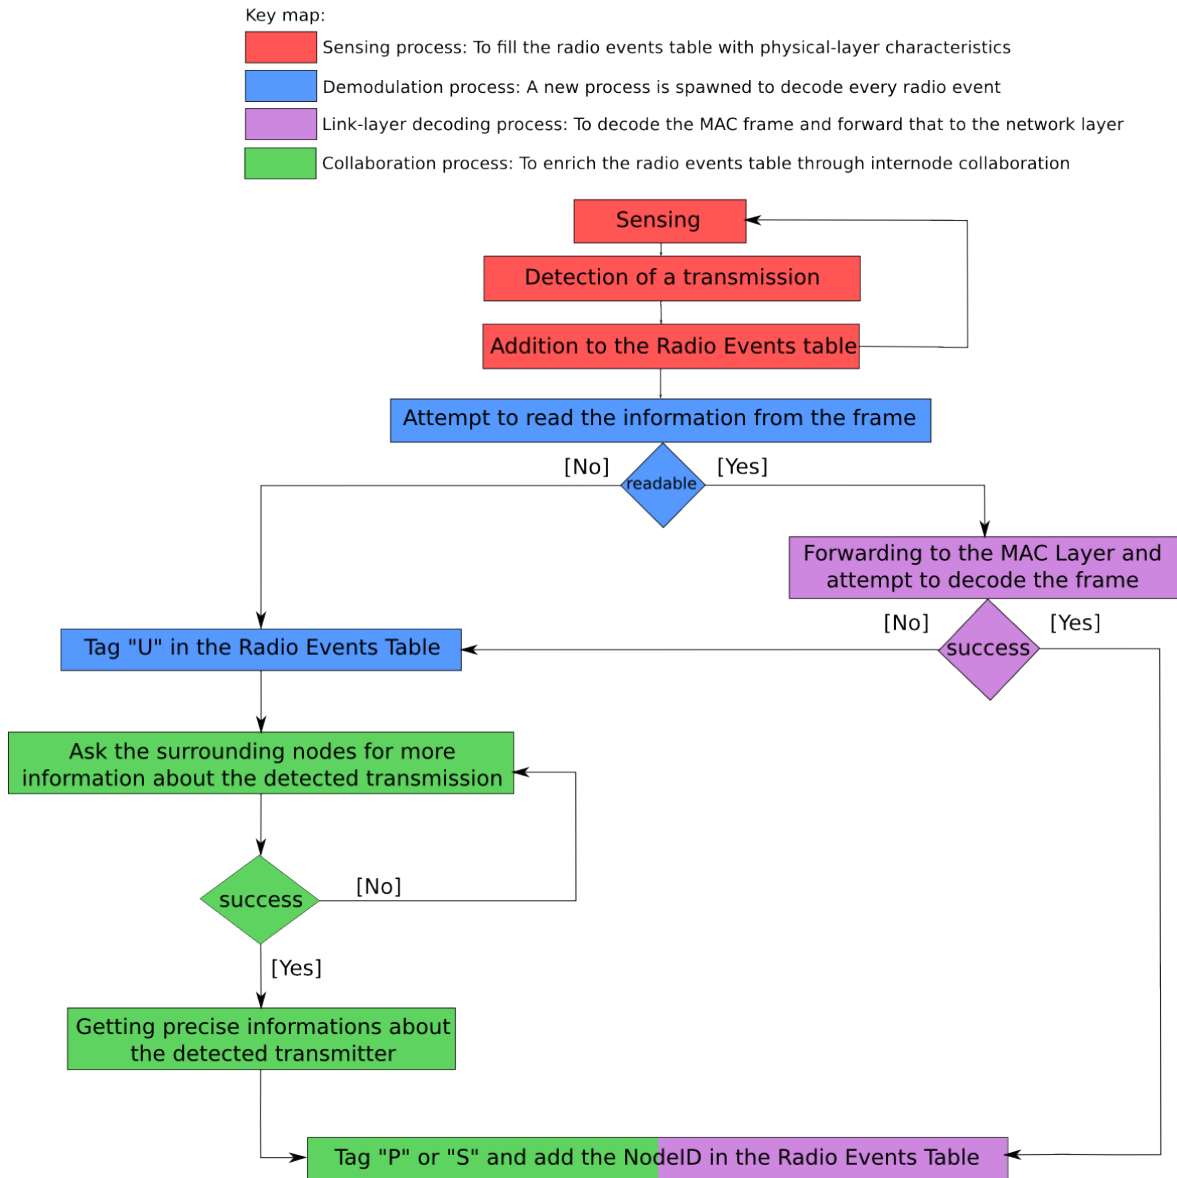 Key map:
Sensing process: To fill the radio events table with physical-layer characteristics
Demodulation process: A new process is spawned to decode every radio event
Link-layer decoding process: To decode the MAC frame and forward that to the network layer
Collaboration process: To enrich the radio events table through internode collaboration
Sensing
Detection of a transmission
Addition to the Radio Events table
Attempt to read the information from the frame
[No]
[Yes]
readable
Forwarding to the MAC Layer and
attempt to decode the frame
[No]
[Yes]
success
Tag "U" in the Radio Events Table
Ask the surrounding nodes for more
information about the detected transmission
success
[No]
[Yes]
Getting precise informations about
the detected transmitter
Tag "P" or "S" and add the NodeID in the Radio Events Table